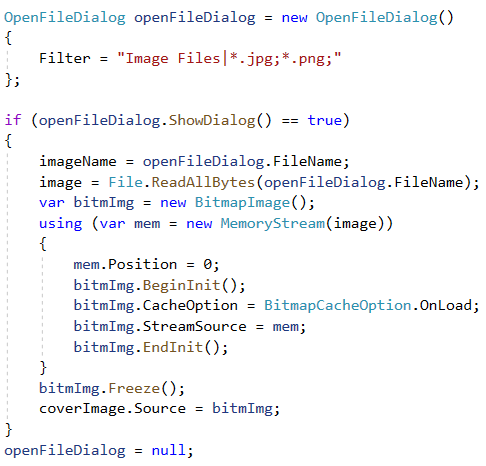 OpenFileDialog openFileDialog = new OpenFileDialog()
{
    Filter = "Image Files|*.jpg;*.png;"
};

if (openFileDialog.ShowDialog() == true)
{
    imageName = openFileDialog.FileName;
    image = File.ReadAllBytes(openFileDialog.FileName);
    var bitmImg = new BitmapImage();
    using (var mem = new MemoryStream(image))
    {
        mem.Position = 0;
        bitmImg.BeginInit();
        bitmImg.CacheOption = BitmapCacheOption.OnLoad;
        bitmImg.StreamSource = mem;
        bitmImg.EndInit();
    }
    bitmImg.Freeze();
    coverImage.Source = bitmImg;
}
openFileDialog = null;